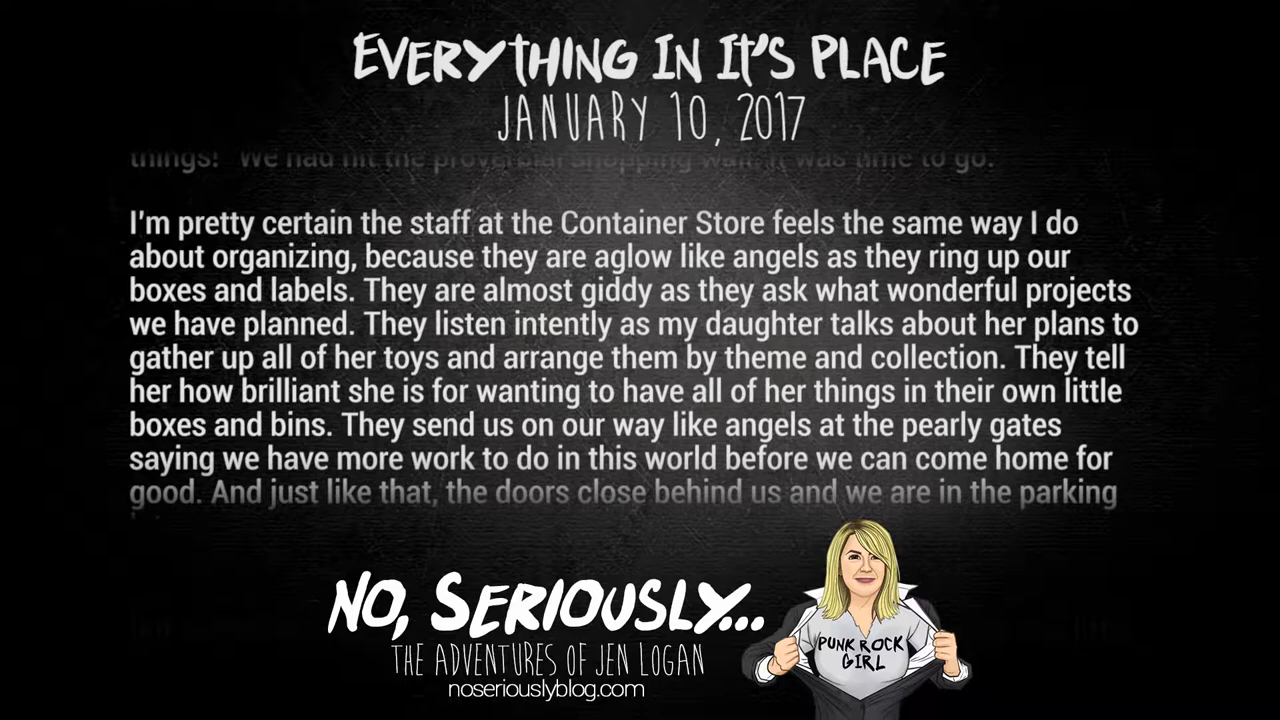 EVERYTHING IN IT'S PLACE
JANUARY 10, 2017
things! We had hit the proverbial shopping wall. It was time to go.
I'm pretty certain the staff at the Container Store feels the same way I do
about organizing, because they are aglow like angels as they ring up our
boxes and labels. They are almost giddy as they ask what wonderful projects
we have planned. They listen intently as my daughter talks about her plans to
gather up all of her toys and arrange them by theme and collection. They tell
her how brilliant she is for wanting to have all of her things in their own little
boxes and bins. They send us on our way like angels at the pearly gates
saying we have more work to do in this world before we can come home for
good. And just like that, the doors close behind us and we are in the parking
NO, SERIOUSLY...
THE ADVENTURES OF JEN LOGAN
noseriouslyblog.com
PUNK ROCK
GIRL